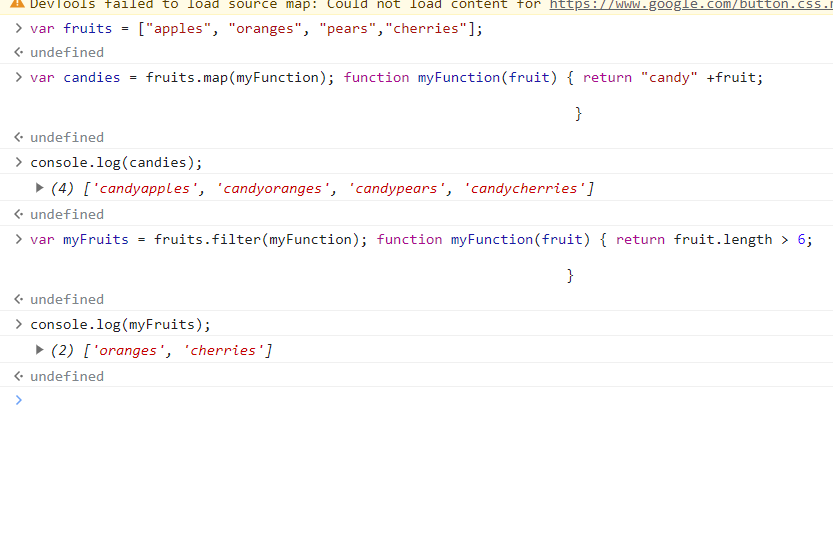 DevTools failed to load source map: Could not load content for https://www.google.com/button.css.m
> var fruits = ["apples", "oranges", "pears","cherries"];
<· undefined
> var candies = fruits.map(myFunction); function myFunction(fruit) { return "candy" +fruit;
}
<· undefined
> console.log(candies);
▶ (4) ['candyapples', 'candyoranges', 'candypears', 'candycherries']
<· undefined
> var myFruits = fruits.filter(myFunction); function myFunction(fruit) { return fruit.length > 6;
}
<· undefined
> console.log(myFruits);
▶ (2) ['oranges', 'cherries']
<· undefined
>